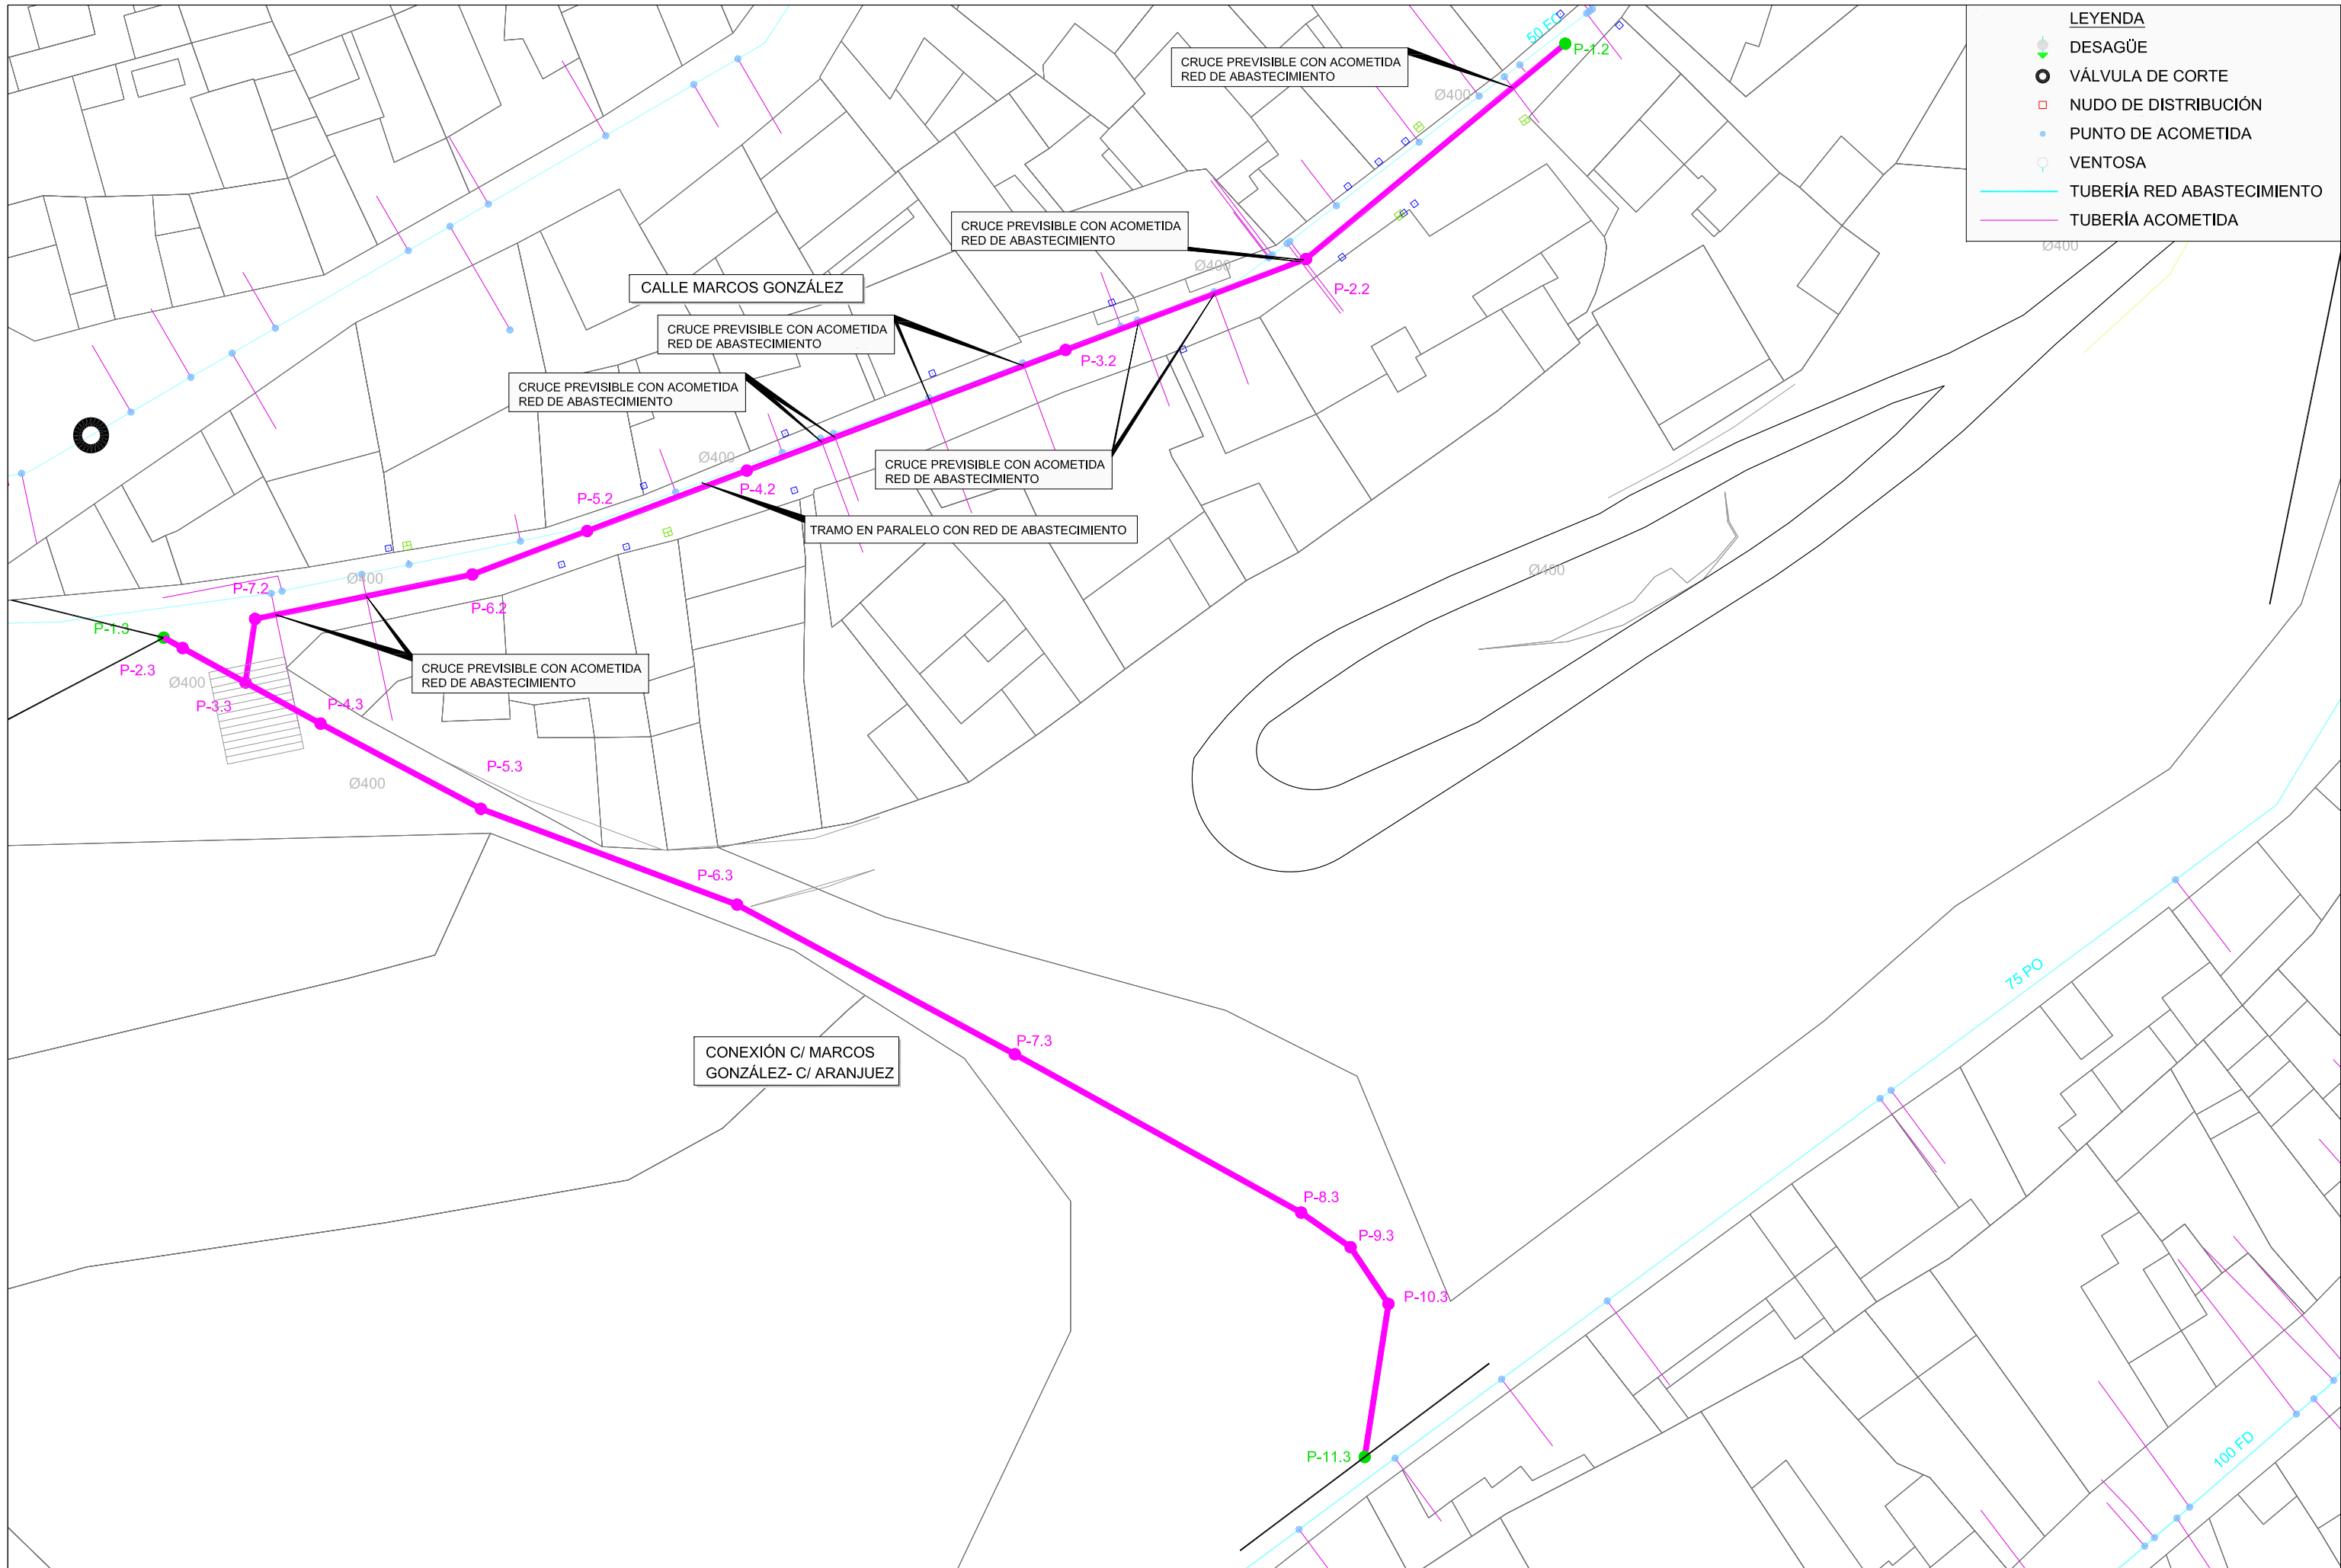 LEYENDA
DESAGÜE
VÁLVULA DE CORTE
NUDO DE DISTRIBUCIÓN
PUNTO DE ACOMETIDA
VENTOSA
TUBERÍA RED ABASTECIMIENTO
TUBERÍA ACOMETIDA
50 FO
P-1.2
CRUCE PREVISIBLE CON ACOMETIDA
RED DE ABASTECIMIENTO
Ø400
CRUCE PREVISIBLE CON ACOMETIDA
RED DE ABASTECIMIENTO
Ø400
Ø400
P-2.2
CALLE MARCOS GONZÁLEZ
CRUCE PREVISIBLE CON ACOMETIDA
RED DE ABASTECIMIENTO
P-3.2
CRUCE PREVISIBLE CON ACOMETIDA
RED DE ABASTECIMIENTO
Ø400
CRUCE PREVISIBLE CON ACOMETIDA
RED DE ABASTECIMIENTO
P-4.2
P-5.2
TRAMO EN PARALELO CON RED DE ABASTECIMIENTO
Ø400
Ø400
P-7.2
P-6.2
P-1.3
P-2.3
CRUCE PREVISIBLE CON ACOMETIDA
RED DE ABASTECIMIENTO
Ø400
P-3.3
P-4.3
P-5.3
Ø400
P-6.3
75 PO
CONEXIÓN C/ MARCOS
GONZÁLEZ- C/ ARANJUEZ
P-7.3
P-8.3
P-9.3
P-10.3
P-11.3
100 FD